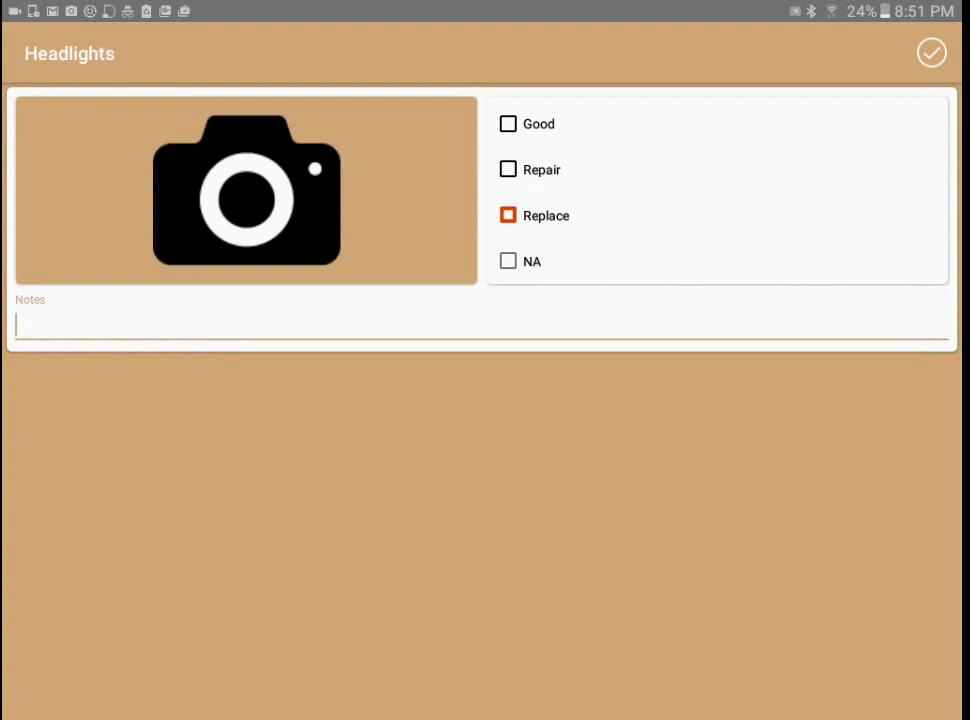 24% 8:51 PM
Headlights
Good
Repair
Replace
NA
Notes